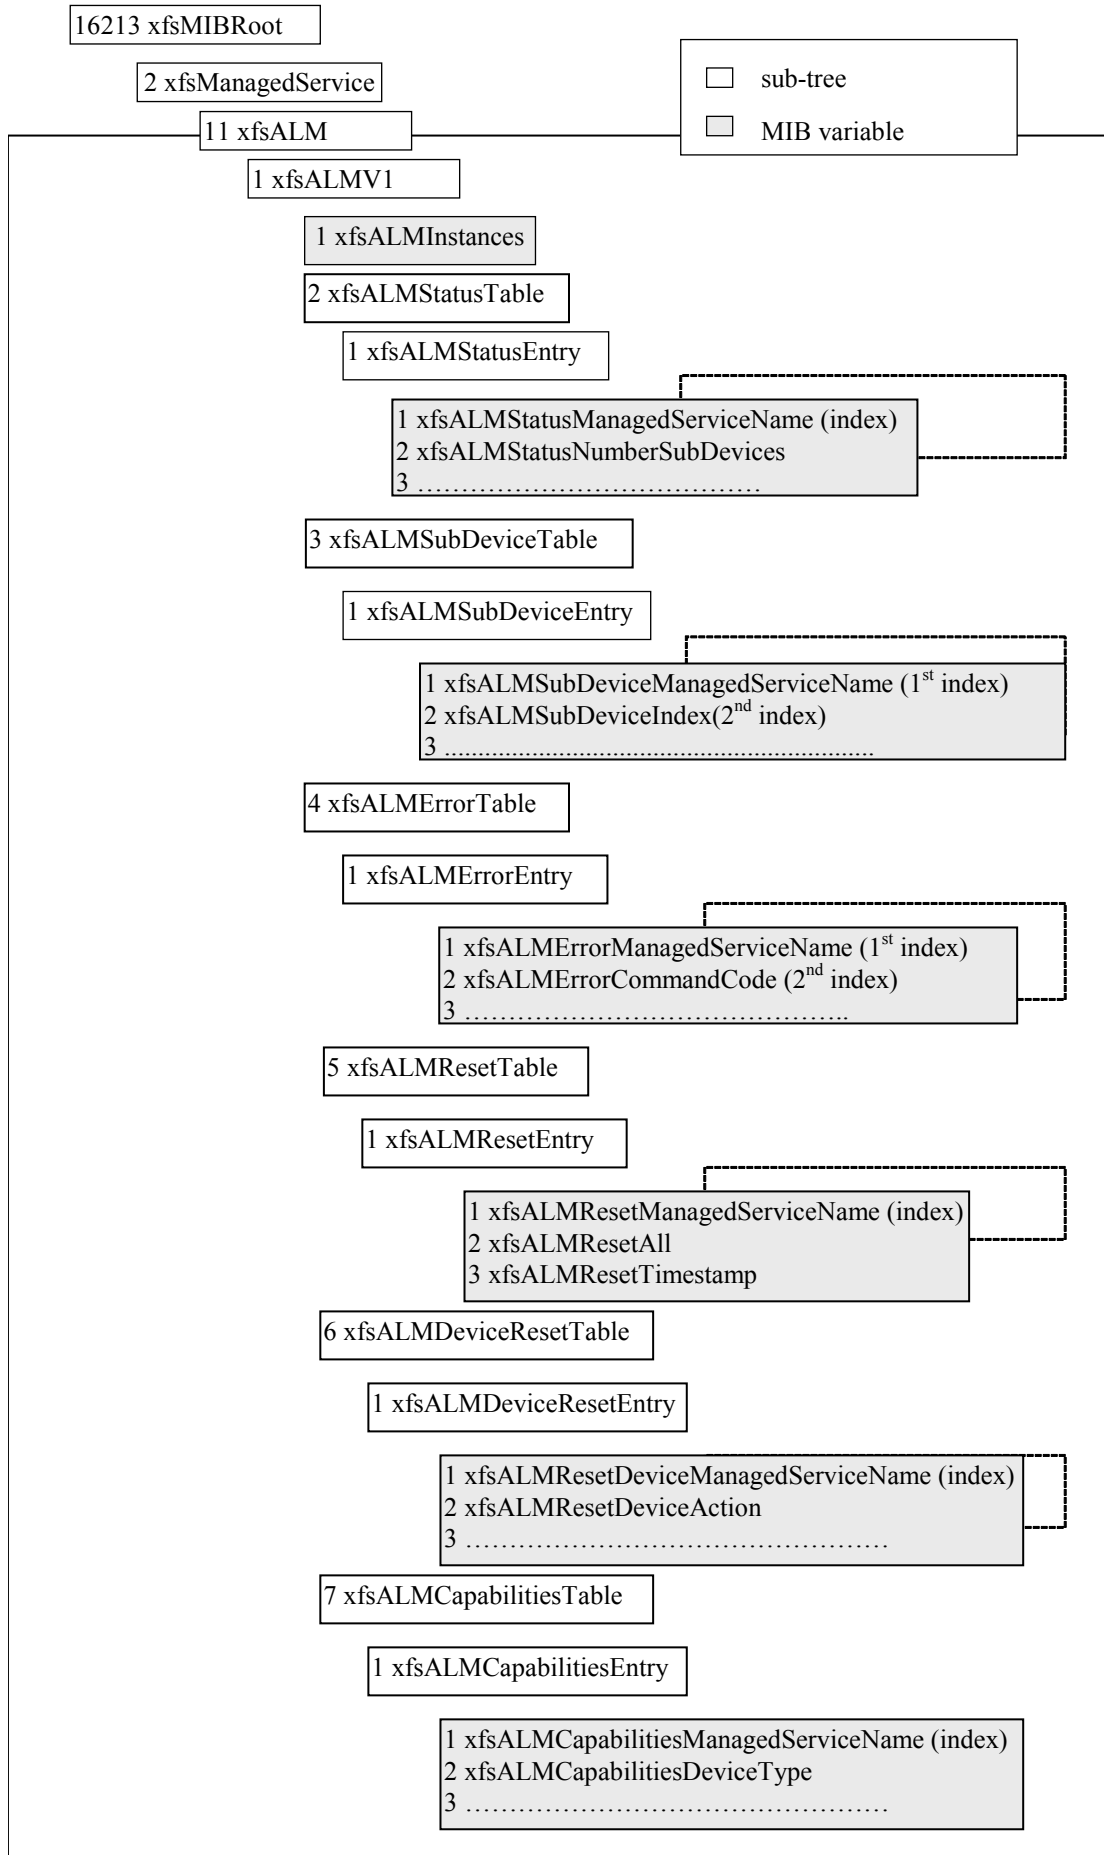 16213 xfsMIBRoot
2 xfsManagedService
sub-tree
11 xfsALM
MIB variable
1 xfsALMV1
1 xfsALMInstances
2 xfsALMStatusTable
1 xfsALMStatusEntry
1 xfsALMStatusManagedServiceName (index)
2 xfsALMStatusNumberSubDevices
3 …………………………………
3 xfsALMSubDeviceTable
1 xfsALMSubDeviceEntry
1 xfsALMSubDeviceManagedServiceName (1st index)
2 xfsALMSubDeviceIndex(2nd index)
3 ................................................................
4 xfsALMErrorTable
1 xfsALMErrorEntry
1 xfsALMErrorManagedServiceName (1st index)
2 xfsALMErrorCommandCode (2nd index)
3 ……………………………………..
5 xfsALMResetTable
1 xfsALMResetEntry
1 xfsALMResetManagedServiceName (index)
2 xfsALMResetAll
3 xfsALMResetTimestamp
6 xfsALMDeviceResetTable
1 xfsALMDeviceResetEntry
1 xfsALMResetDeviceManagedServiceName (index)
2 xfsALMResetDeviceAction
3 …………………………………………
7 xfsALMCapabilitiesTable
1 xfsALMCapabilitiesEntry
1 xfsALMCapabilitiesManagedServiceName (index)
2 xfsALMCapabilitiesDeviceType
3 …………………………………………